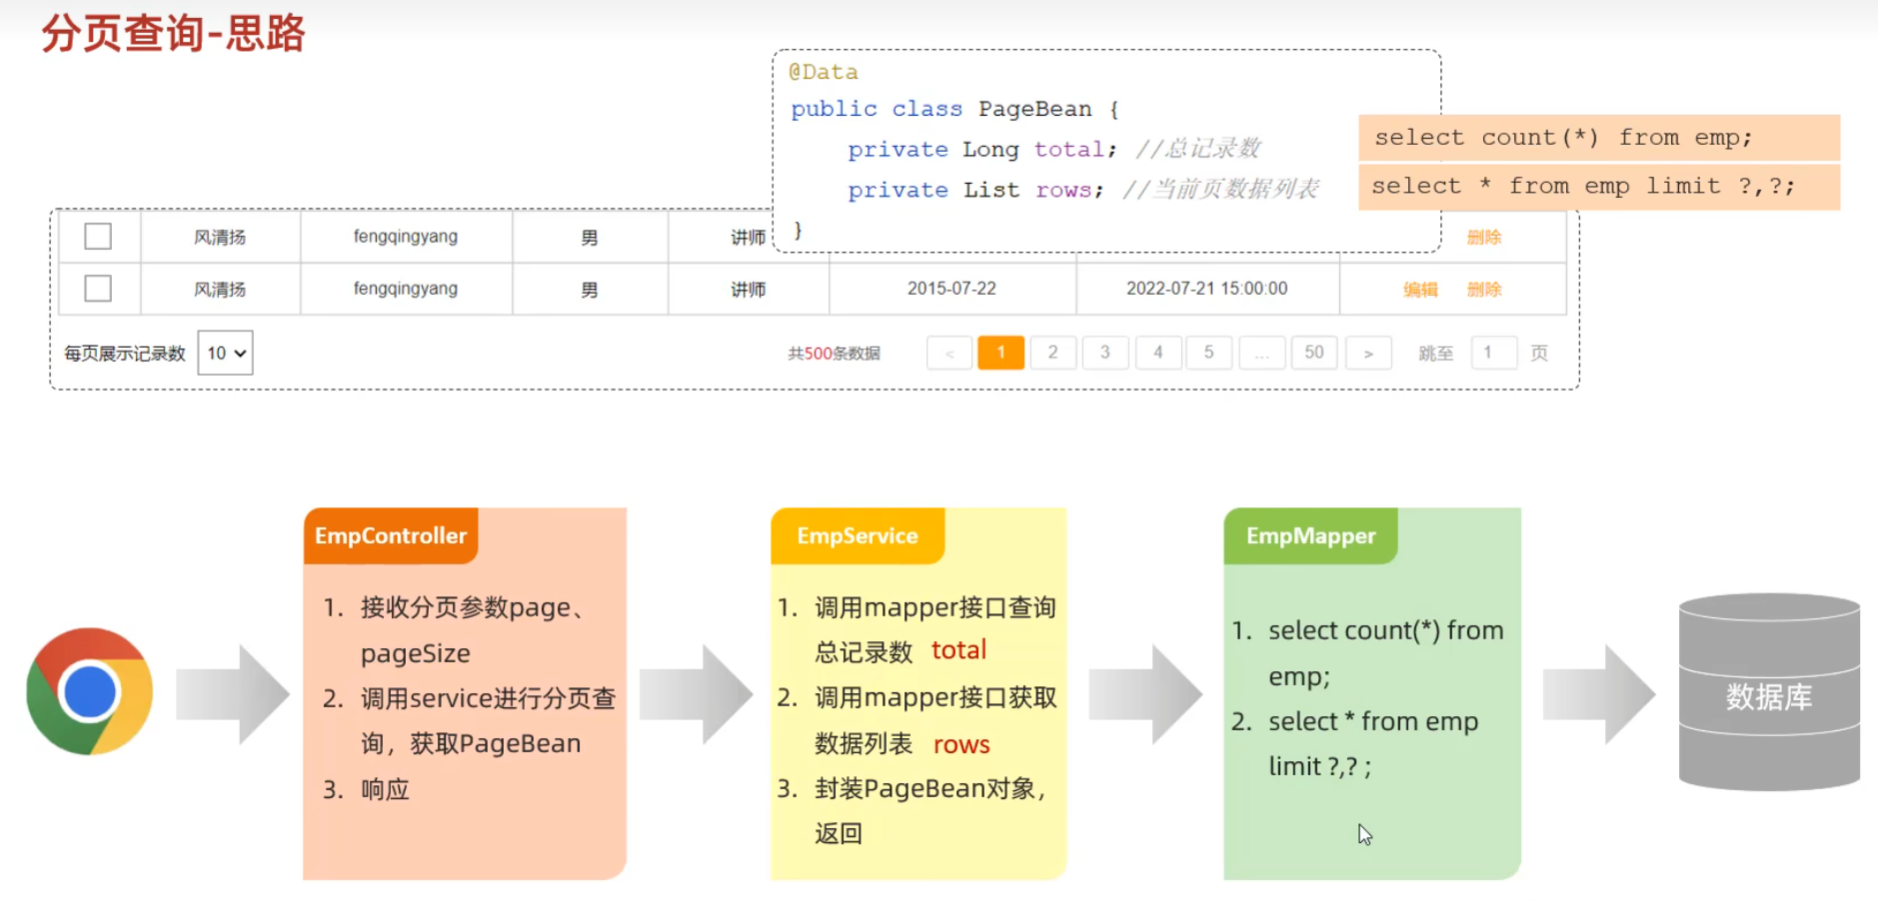 分页查询-思路
@Data
public class PageBean {
private Long total; //总记录数
private List rows; //当前页数据列表
}
select count(*) from emp;
select * from emp limit ?,?;
风清扬 fengqingyang 男 讲师 删除
风清扬 fengqingyang 男 讲师 2015-07-22 2022-07-21 15:00:00 编辑 删除
每页展示记录数 10 共500条数据 < 1 2 3 4 5 ... 50 > 跳至 1 页
EmpController
1. 接收分页参数page、
pageSize
2. 调用service进行分页查
询，获取PageBean
3. 响应
EmpService
1. 调用mapper接口查询
总记录数 total
2. 调用mapper接口获取
数据列表 rows
3. 封装PageBean对象，
返回
EmpMapper
1. select count(*) from
emp;
2. select * from emp
limit ?,? ;
数据库